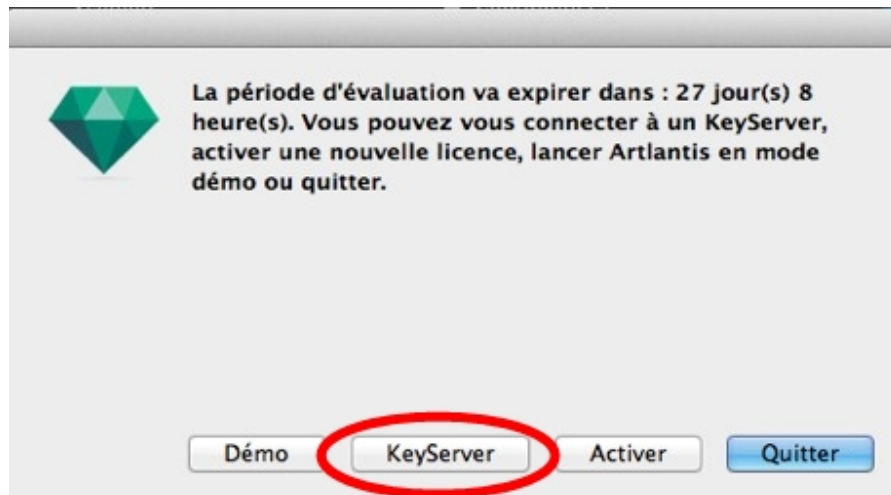 La période d'évaluation va expirer dans : 27 jour(s) 8
heure(s). Vous pouvez vous connecter à un KeyServer,
activer une nouvelle licence, lancer Artlantis en mode
démo ou quitter.
Démo KeyServer Activer Quitter